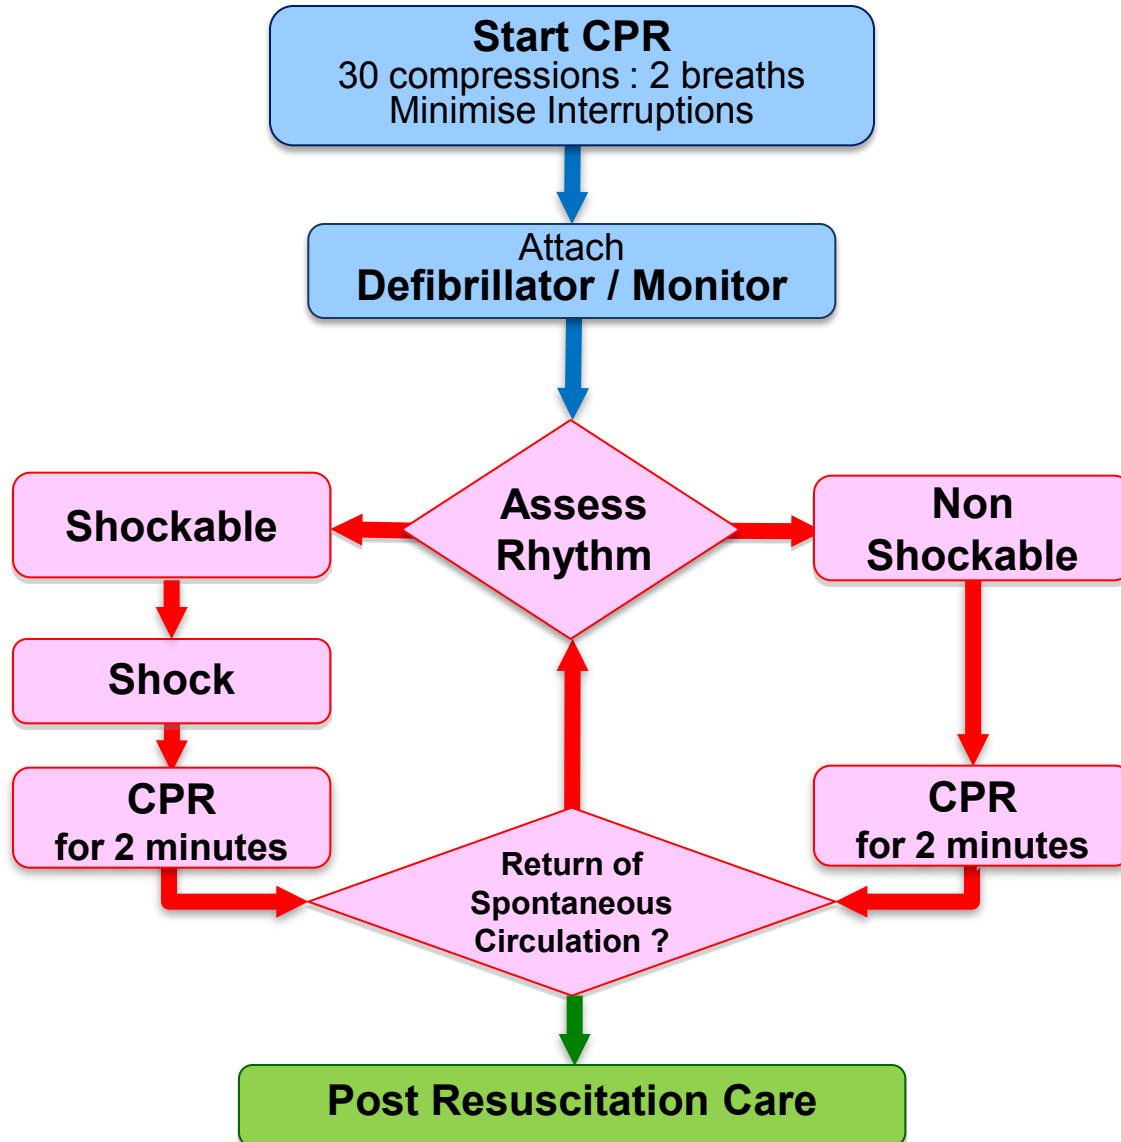 Start CPR
30 compressions : 2 breaths
Minimise Interruptions
Attach
Defibrillator / Monitor
Assess
Rhythm
Shockable
Non
Shockable
Shock
CPR
for 2 minutes
CPR
for 2 minutes
Return of
Spontaneous
Circulation ?
Post Resuscitation Care